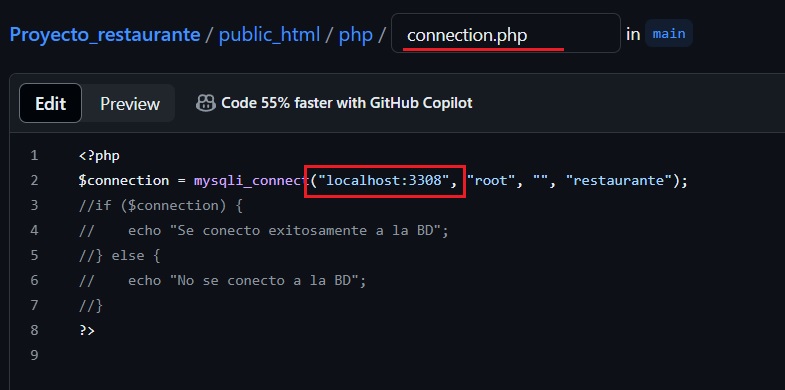 Proyecto_restaurante / public_html / php / connection.php in main
Edit Preview Code 55% faster with GitHub Copilot
1 <?php
2 $connection = mysqli_connect("localhost:3308", "root", "", "restaurante");
3 //if ($connection) {
4 //    echo "Se conecto exitosamente a la BD";
5 //} else {
6 //    echo "No se conecto a la BD";
7 //}
8 ?>
9